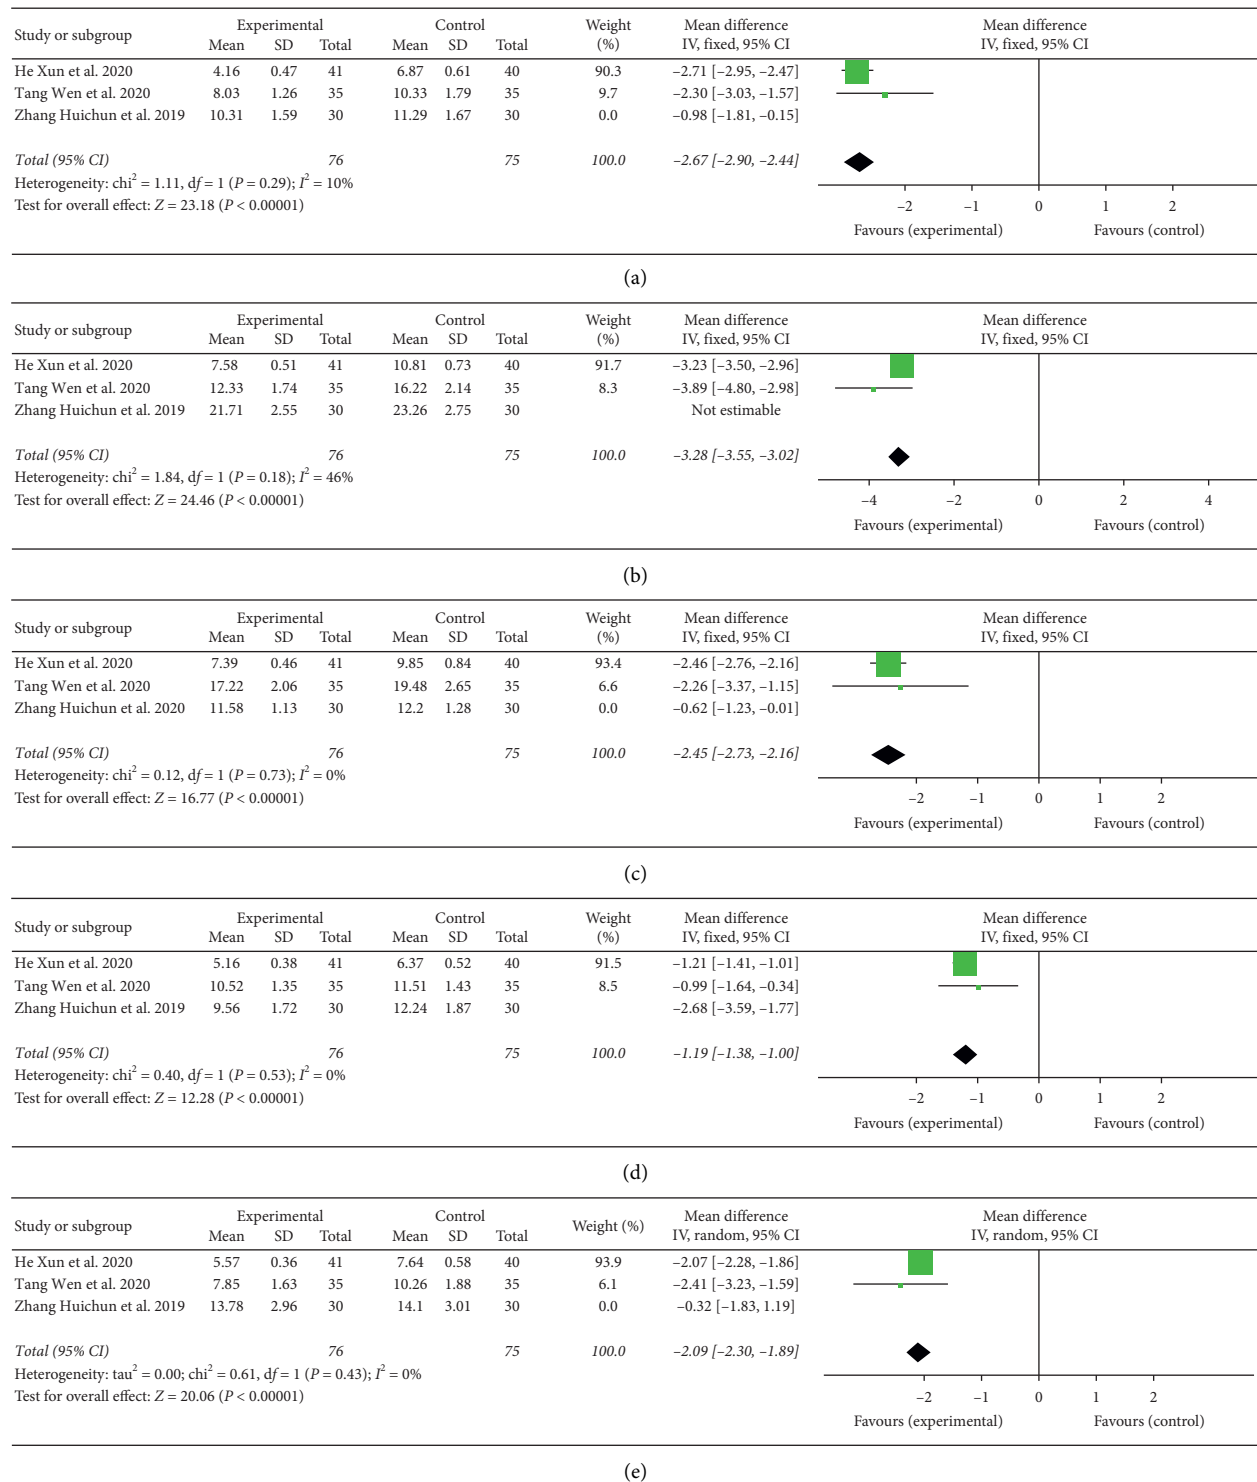 Study or subgroup Experimental Control Weight (%) Mean difference IV, fixed, 95% CI Mean difference IV, fixed, 95% CI
Mean SD Total Mean SD Total
He Xun et al. 2020 4.16 0.47 41 6.87 0.61 40 90.3 −2.71 [−2.95, −2.47]
Tang Wen et al. 2020 8.03 1.26 35 10.33 1.79 35 9.7 −2.30 [−3.03, −1.57]
Zhang Huichun et al. 2019 10.31 1.59 30 11.29 1.67 30 0.0 −0.98 [−1.81, −0.15]
Total (95% CI) 76 75 100.0 −2.67 [−2.90, −2.44]
Heterogeneity: chi² = 1.11, df = 1 (P = 0.29); I² = 10%
Test for overall effect: Z = 23.18 (P < 0.00001)
−2 −1 0 1 2
Favours (experimental) Favours (control)
(a)
Study or subgroup Experimental Control Weight (%) Mean difference IV, fixed, 95% CI Mean difference IV, fixed, 95% CI
Mean SD Total Mean SD Total
He Xun et al. 2020 7.58 0.51 41 10.81 0.73 40 91.7 −3.23 [−3.50, −2.96]
Tang Wen et al. 2020 12.33 1.74 35 16.22 2.14 35 8.3 −3.89 [−4.80, −2.98]
Zhang Huichun et al. 2019 21.71 2.55 30 23.26 2.75 30 Not estimable
Total (95% CI) 76 75 100.0 −3.28 [−3.55, −3.02]
Heterogeneity: chi² = 1.84, df = 1 (P = 0.18); I² = 46%
Test for overall effect: Z = 24.46 (P < 0.00001)
−4 −2 0 2 4
Favours (experimental) Favours (control)
(b)
Study or subgroup Experimental Control Weight (%) Mean difference IV, fixed, 95% CI Mean difference IV, fixed, 95% CI
Mean SD Total Mean SD Total
He Xun et al. 2020 7.39 0.46 41 9.85 0.84 40 93.4 −2.46 [−2.76, −2.16]
Tang Wen et al. 2020 17.22 2.06 35 19.48 2.65 35 6.6 −2.26 [−3.37, −1.15]
Zhang Huichun et al. 2020 11.58 1.13 30 12.2 1.28 30 0.0 −0.62 [−1.23, −0.01]
Total (95% CI) 76 75 100.0 −2.45 [−2.73, −2.16]
Heterogeneity: chi² = 0.12, df = 1 (P = 0.73); I² = 0%
Test for overall effect: Z = 16.77 (P < 0.00001)
−2 −1 0 1 2
Favours (experimental) Favours (control)
(c)
Study or subgroup Experimental Control Weight (%) Mean difference IV, fixed, 95% CI Mean difference IV, fixed, 95% CI
Mean SD Total Mean SD Total
He Xun et al. 2020 5.16 0.38 41 6.37 0.52 40 91.5 −1.21 [−1.41, −1.01]
Tang Wen et al. 2020 10.52 1.35 35 11.51 1.43 35 8.5 −0.99 [−1.64, −0.34]
Zhang Huichun et al. 2019 9.56 1.72 30 12.24 1.87 30 −2.68 [−3.59, −1.77]
Total (95% CI) 76 75 100.0 −1.19 [−1.38, −1.00]
Heterogeneity: chi² = 0.40, df = 1 (P = 0.53); I² = 0%
Test for overall effect: Z = 12.28 (P < 0.00001)
−2 −1 0 1 2
Favours (experimental) Favours (control)
(d)
Study or subgroup Experimental Control Weight (%) Mean difference IV, random, 95% CI Mean difference IV, random, 95% CI
Mean SD Total Mean SD Total
He Xun et al. 2020 5.57 0.36 41 7.64 0.58 40 93.9 −2.07 [−2.28, −1.86]
Tang Wen et al. 2020 7.85 1.63 35 10.26 1.88 35 6.1 −2.41 [−3.23, −1.59]
Zhang Huichun et al. 2019 13.78 2.96 30 14.1 3.01 30 0.0 −0.32 [−1.83, 1.19]
Total (95% CI) 76 75 100.0 −2.09 [−2.30, −1.89]
Heterogeneity: tau² = 0.00; chi² = 0.61, df = 1 (P = 0.43); I² = 0%
Test for overall effect: Z = 20.06 (P < 0.00001)
−2 −1 0 1 2
Favours (experimental) Favours (control)
(e)